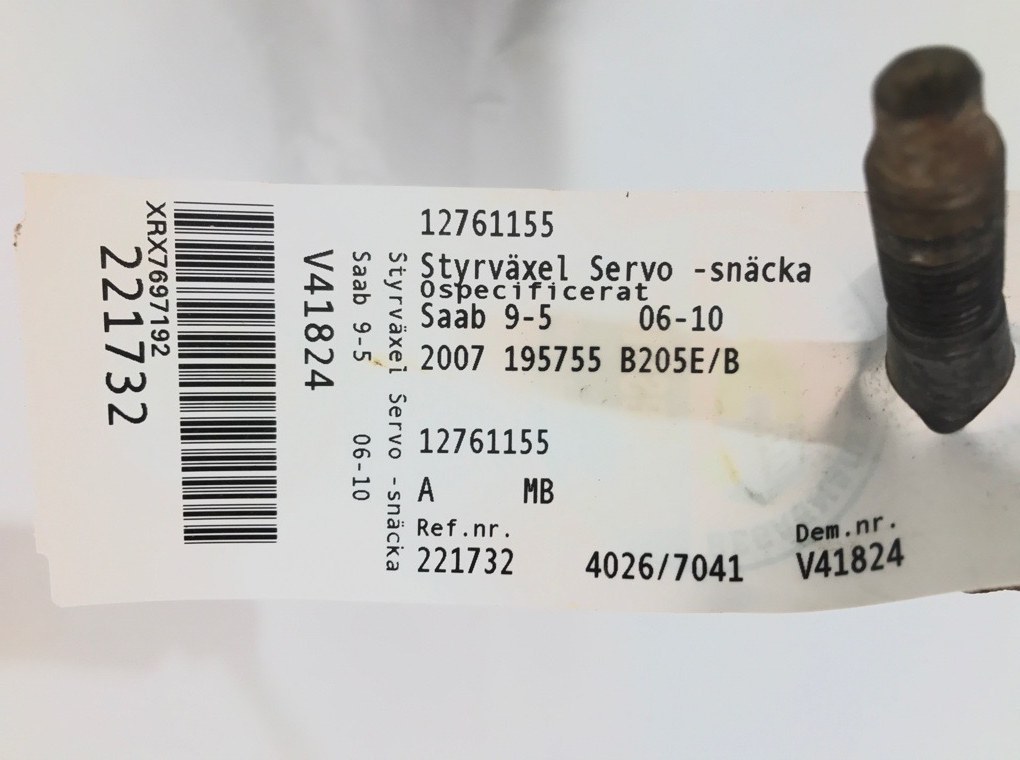 12761155
Styrväxel Servo -snäcka
Ospecificerat
Saab 9-5 06-10
2007 195755 B205E/B
12761155
A MB
Ref.nr. Dem.nr.
221732 4026/7041 V41824
Styrväxel Servo -snäcka
Saab 9-5 06-10
V41824
XRX7697192
221732